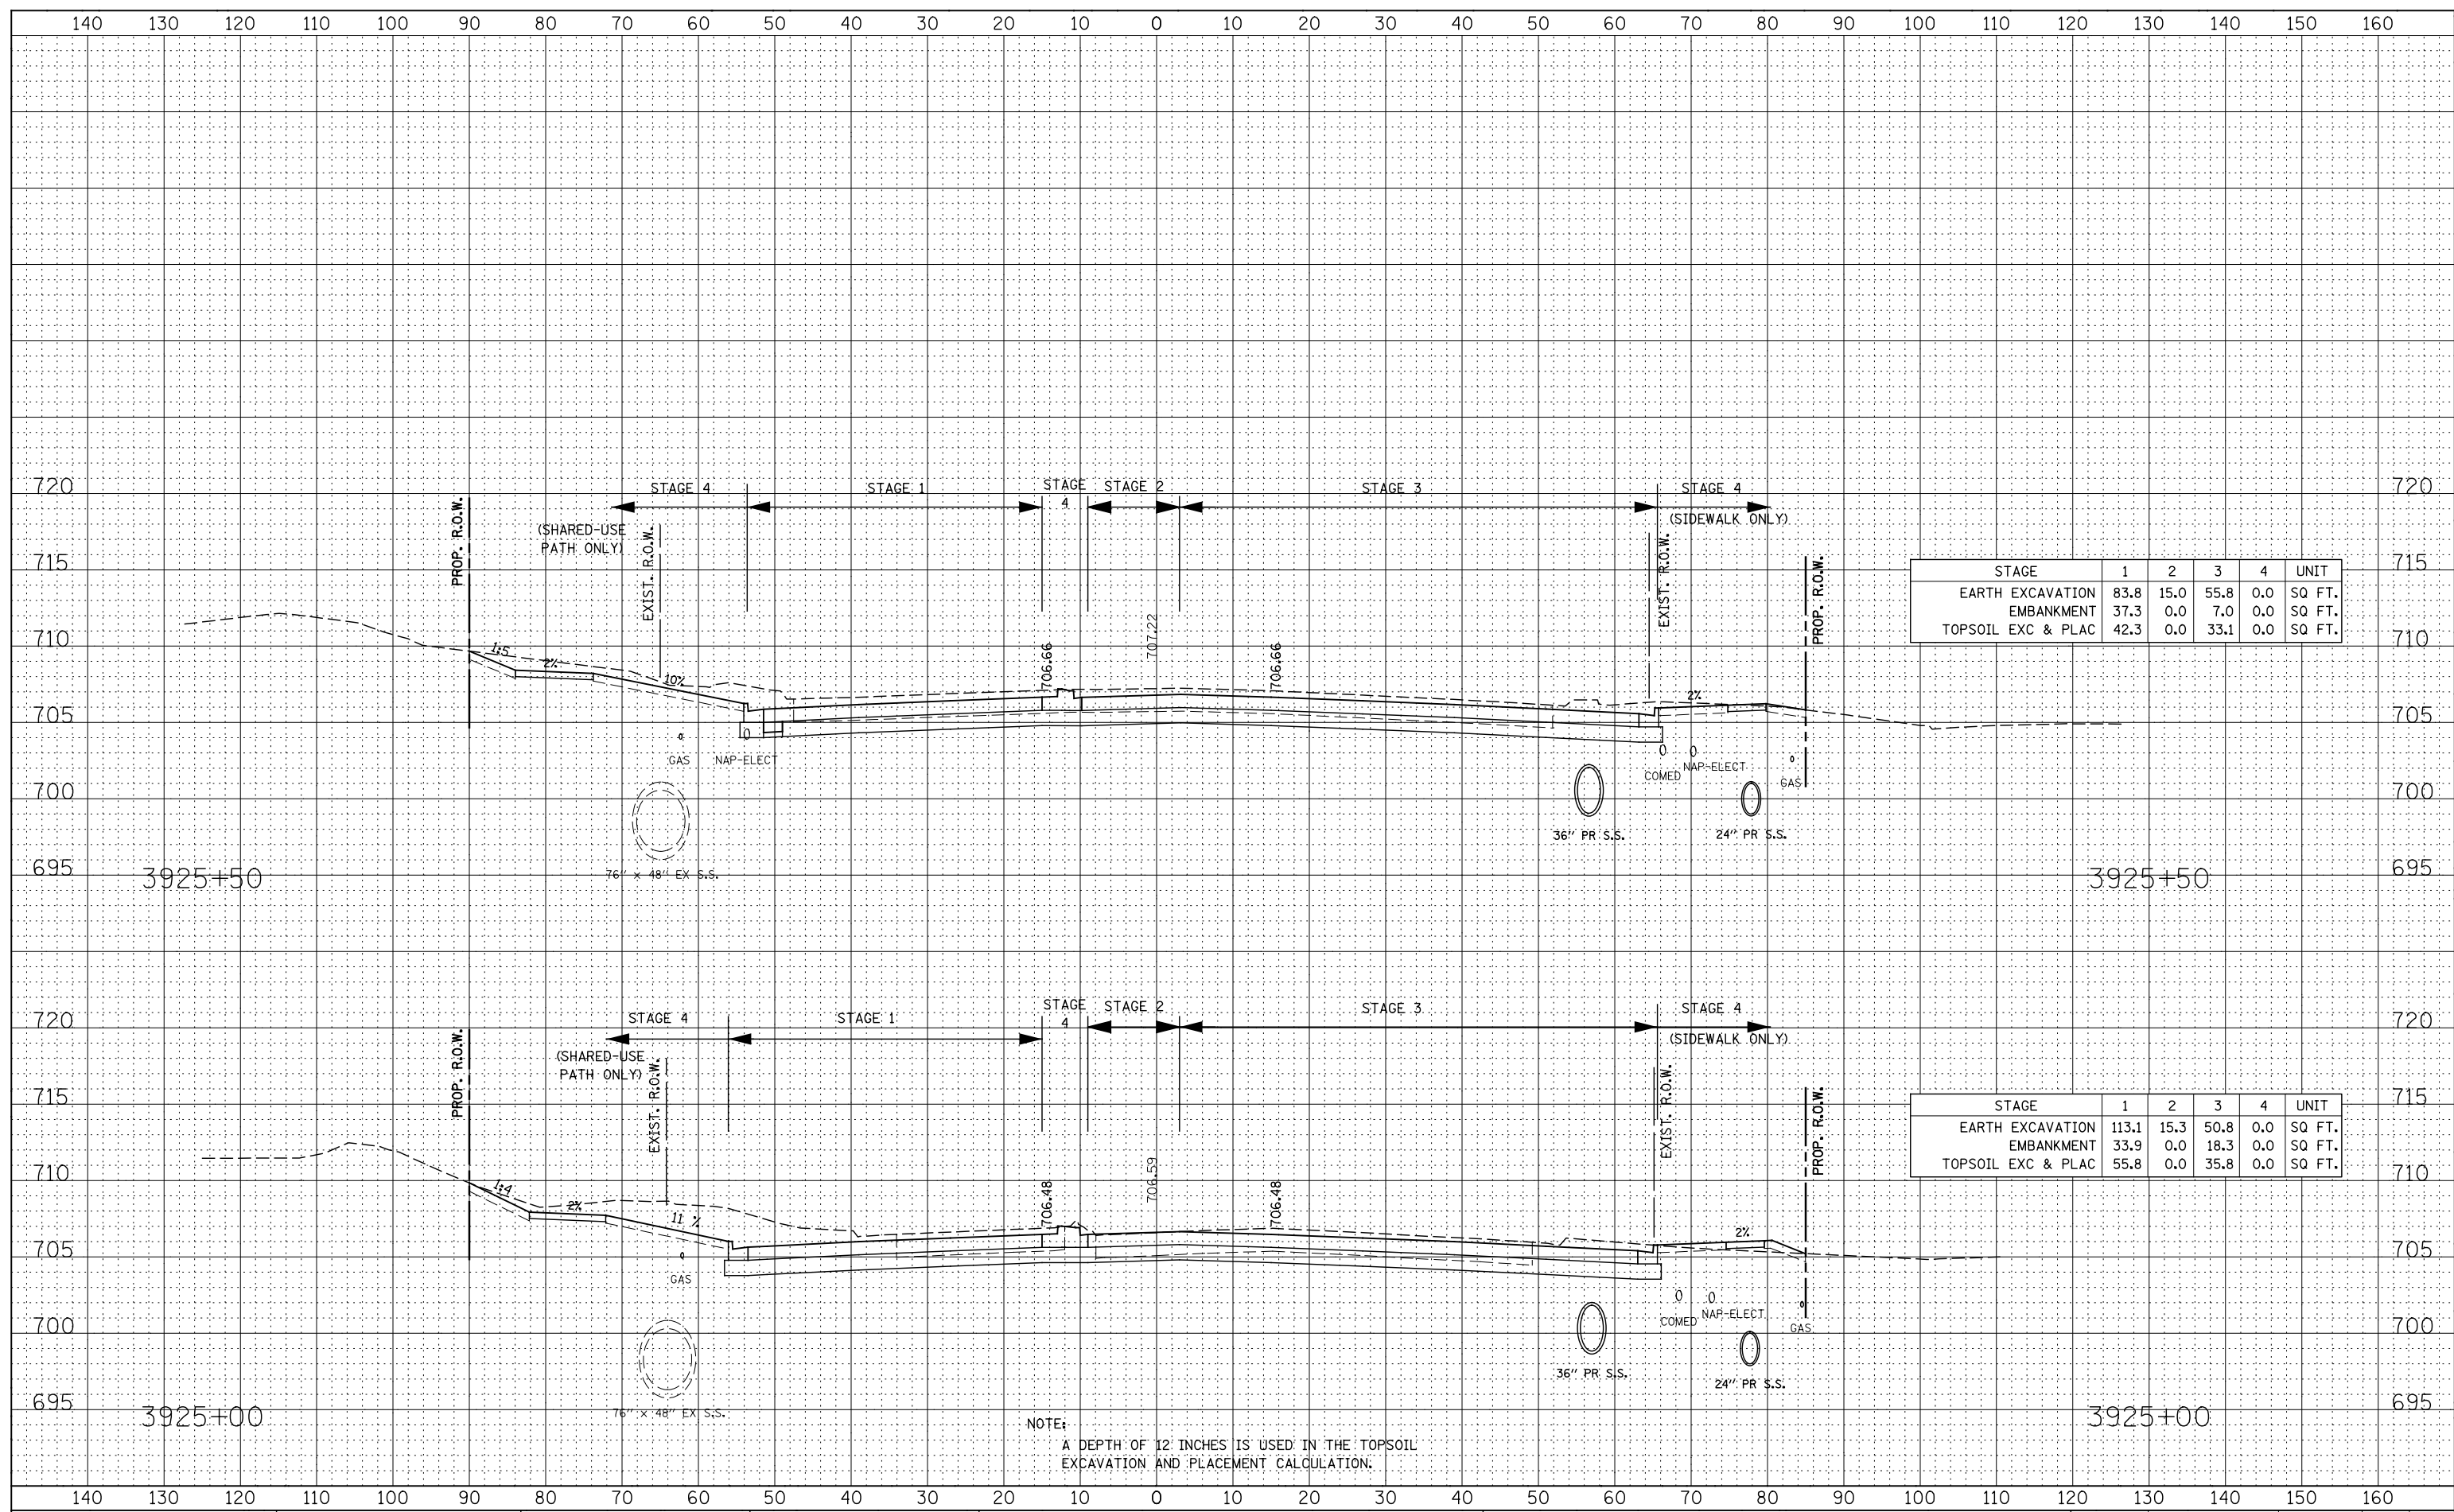 140 130 120 110 100 90 80 70 60 50 40 30 20 10 0 10 20 30 40 50 60 70 80 90 100 110 120 130 140 150 160
720 720
STAGE 4 STAGE 1 STAGE 4 STAGE 2 STAGE 3 STAGE 4
(SHARED-USE
PATH ONLY)
(SIDEWALK ONLY)
PROP. R.O.W.
EXIST. R.O.W.
EXIST. R.O.W.
PROP. R.O.W.
715 715
STAGE 1 2 3 4 UNIT
EARTH EXCAVATION 83.8 15.0 55.8 0.0 SQ FT.
EMBANKMENT 37.3 0.0 7.0 0.0 SQ FT.
TOPSOIL EXC & PLAC 42.3 0.0 33.1 0.0 SQ FT.
710 710
1:5 2% 10% 706.66 707.22 706.66 2%
705 705
GAS NAP-ELECT COMED NAP-ELECT GAS
700 700
36" PR S.S. 24" PR S.S.
76" x 48" EX S.S.
695 695
3925+50 3925+50
720 720
STAGE 4 STAGE 1 STAGE 4 STAGE 2 STAGE 3 STAGE 4
(SHARED-USE
PATH ONLY)
(SIDEWALK ONLY)
PROP. R.O.W.
EXIST. R.O.W.
EXIST. R.O.W.
PROP. R.O.W.
715 715
STAGE 1 2 3 4 UNIT
EARTH EXCAVATION 113.1 15.3 50.8 0.0 SQ FT.
EMBANKMENT 33.9 0.0 18.3 0.0 SQ FT.
TOPSOIL EXC & PLAC 55.8 0.0 35.8 0.0 SQ FT.
710 710
1:4 2% 11 % 706.48 706.59 706.48 2%
705 705
GAS COMED NAP-ELECT GAS
700 700
36" PR S.S. 24" PR S.S.
76" x 48" EX S.S.
695 695
3925+00 3925+00
NOTE:
A DEPTH OF 12 INCHES IS USED IN THE TOPSOIL
EXCAVATION AND PLACEMENT CALCULATION.
140 130 120 110 100 90 80 70 60 50 40 30 20 10 0 10 20 30 40 50 60 70 80 90 100 110 120 130 140 150 160